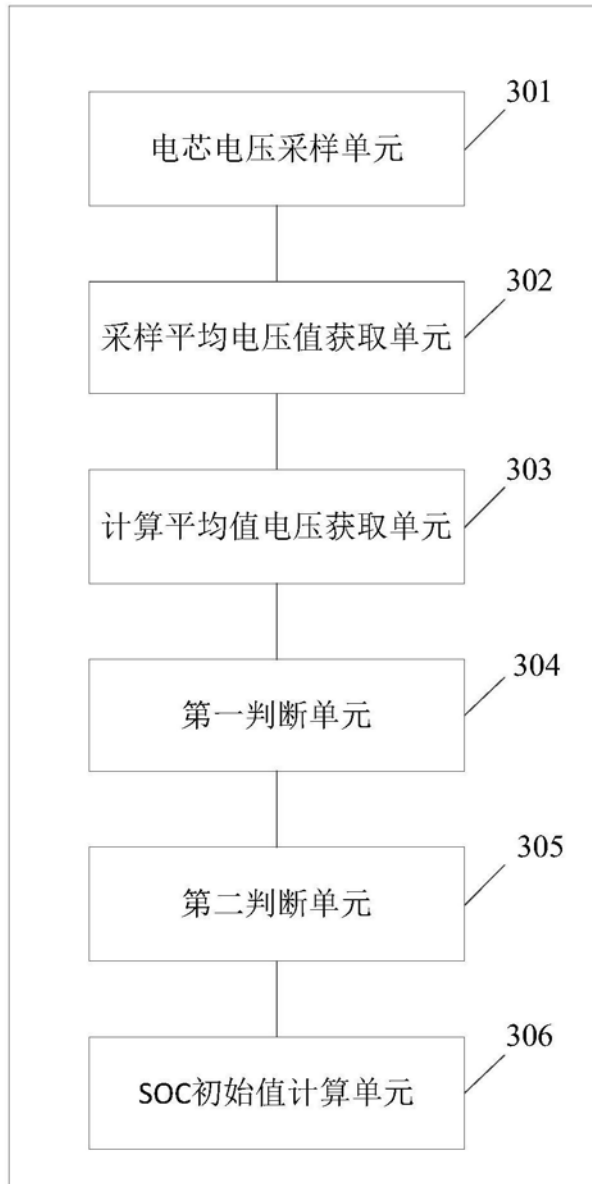 301
电芯电压采样单元
302
采样平均电压值获取单元
303
计算平均值电压获取单元
304
第一判断单元
305
第二判断单元
306
SOC初始值计算单元